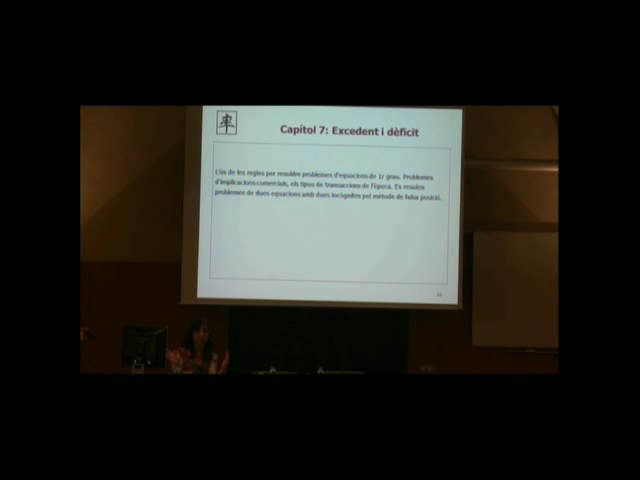 Capítol 7: Excedent i dèficit
L'ús de les regles per resoldre problemes d'equacions de 1r grau. Problemes
d'implicacions comercials, els tipus de transaccions de l'època. Es resolen
problemes de dues equacions amb dues incògnites pel mètode de falsa posició.